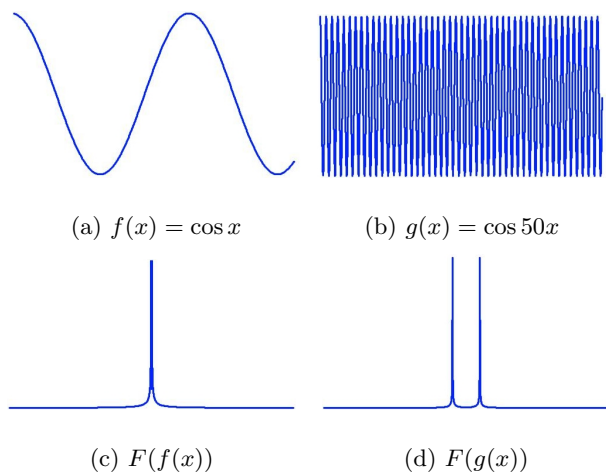 (a) f(x) = cos x
(b) g(x) = cos 50x
(c) F(f(x))
(d) F(g(x))